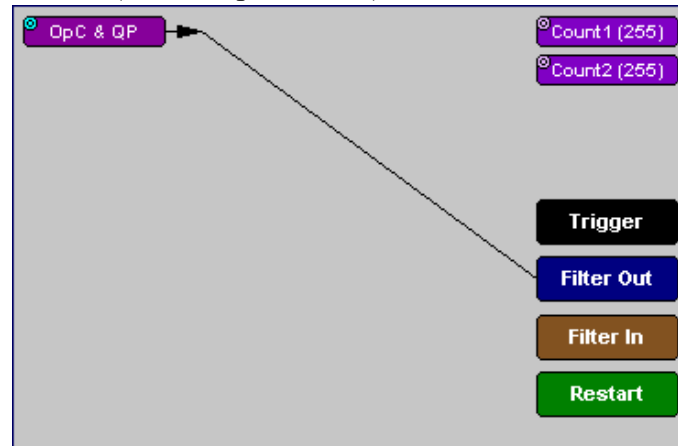 OpC & QP
Count1 (255)
Count2 (255)
Trigger
Filter Out
Filter In
Restart